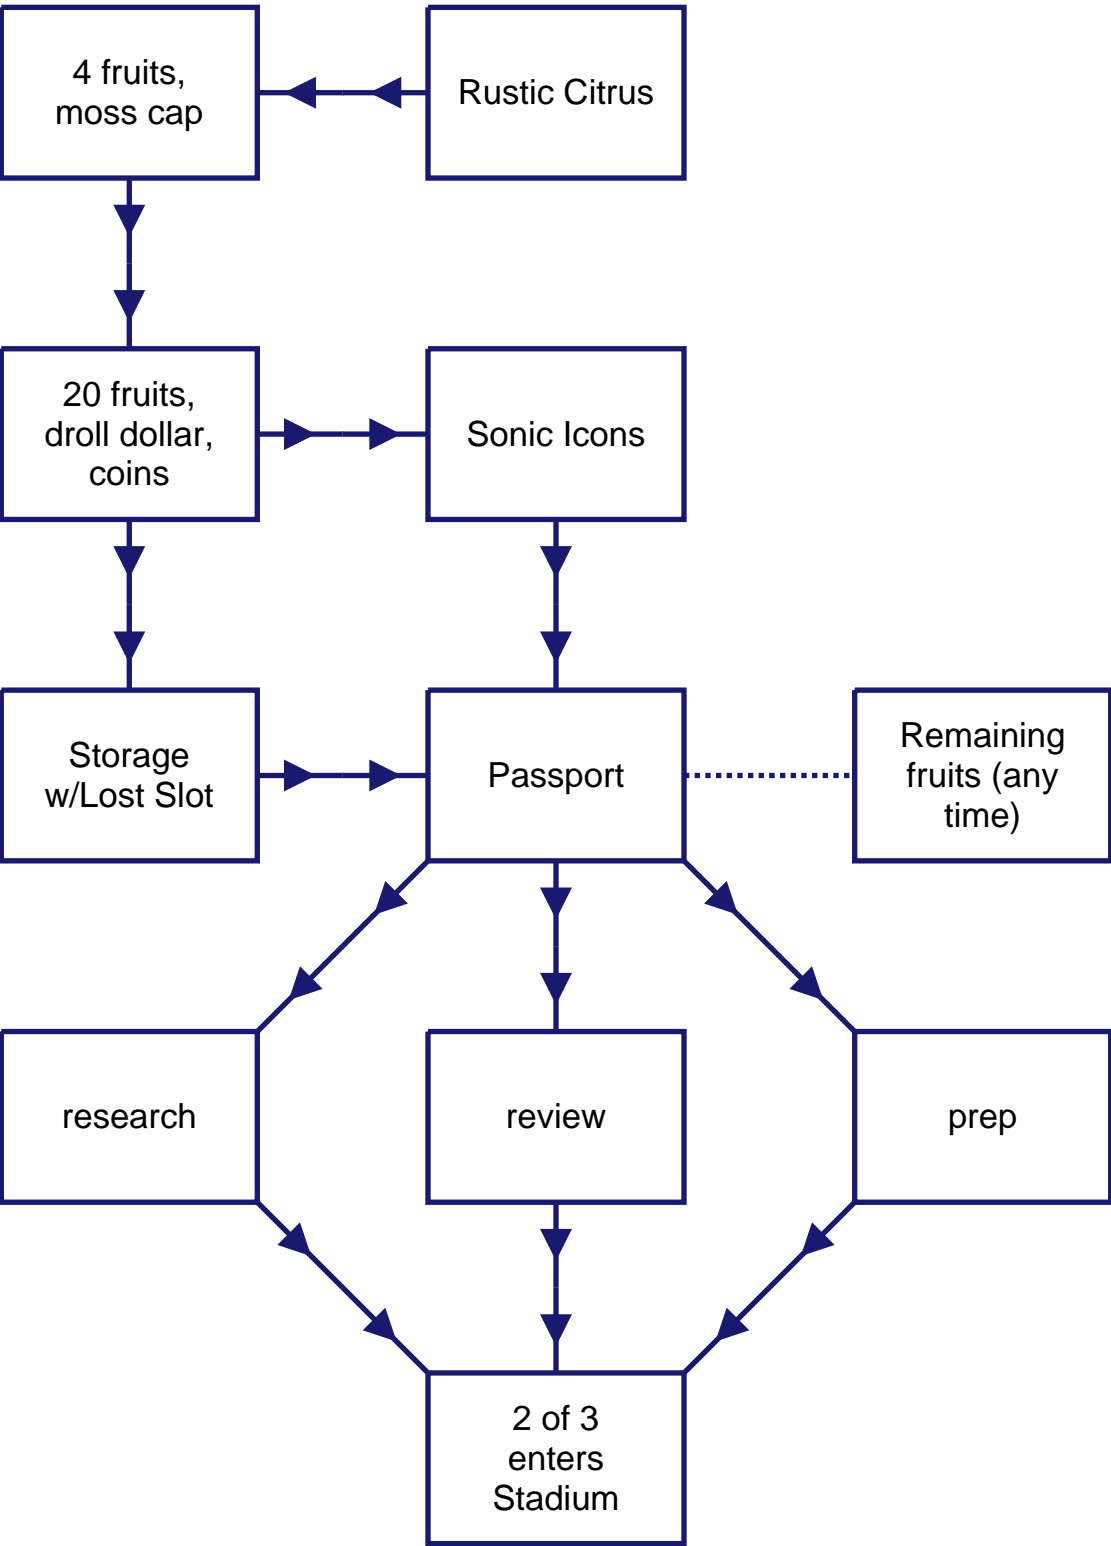 4 fruits,
moss cap
Rustic Citrus
20 fruits,
droll dollar,
coins
Sonic Icons
Storage
w/Lost Slot
Passport
Remaining
fruits (any
time)
research
review
prep
2 of 3
enters
Stadium